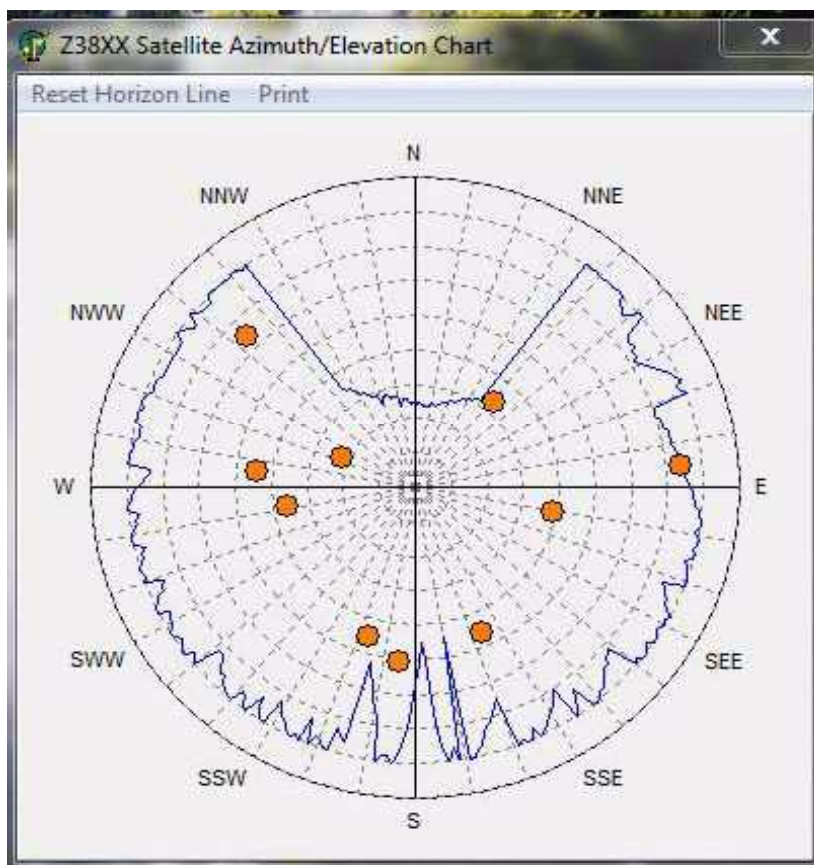 Z38XX Satellite Azimuth/Elevation Chart
Reset Horizon Line Print
N
NNW
NNE
NWW
NEE
W
E
SWW
SEE
SSW
SSE
S